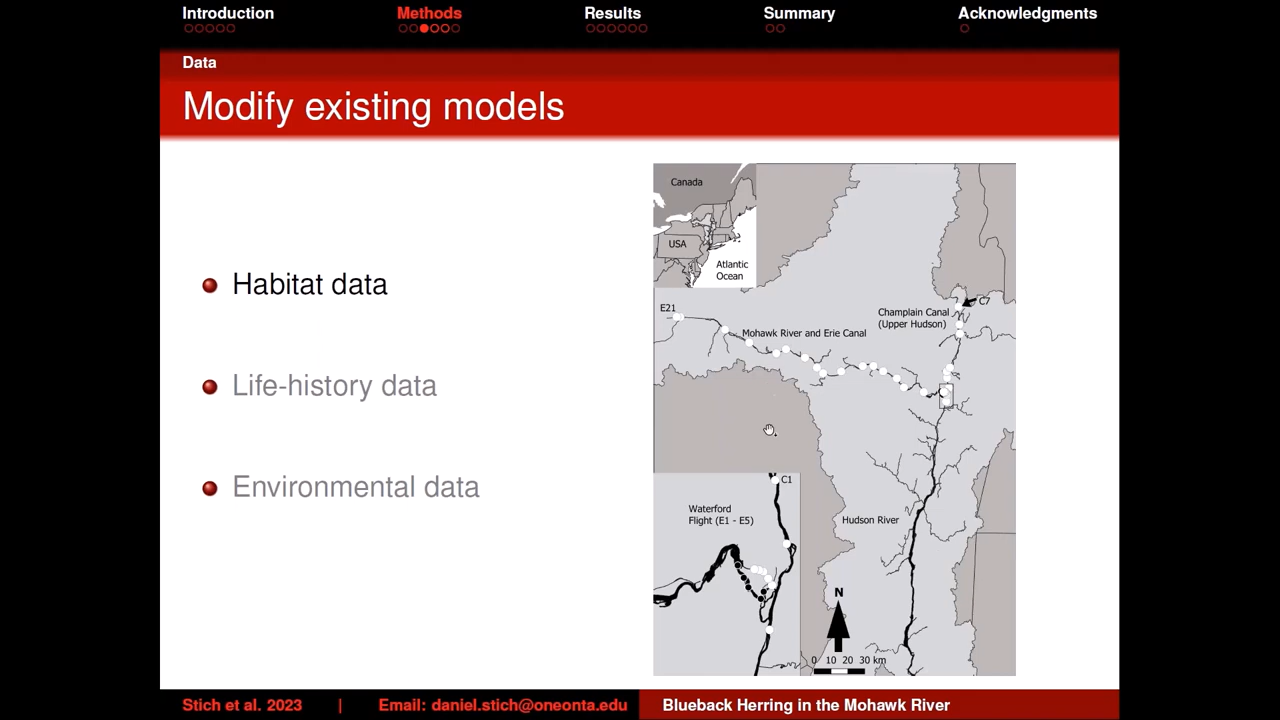 Introduction
Methods
Results
Summary
Acknowledgments
Data
Modify existing models
Habitat data
Life-history data
Environmental data
Canada
USA
Atlantic
Ocean
E21
Mohawk River and Erie Canal
Champlain Canal
(Upper Hudson)
C7
C1
Waterford
Flight (E1 - E5)
Hudson River
N
0 10 20 30 km
Stich et al. 2023 | Email: daniel.stich@oneonta.edu
Blueback Herring in the Mohawk River